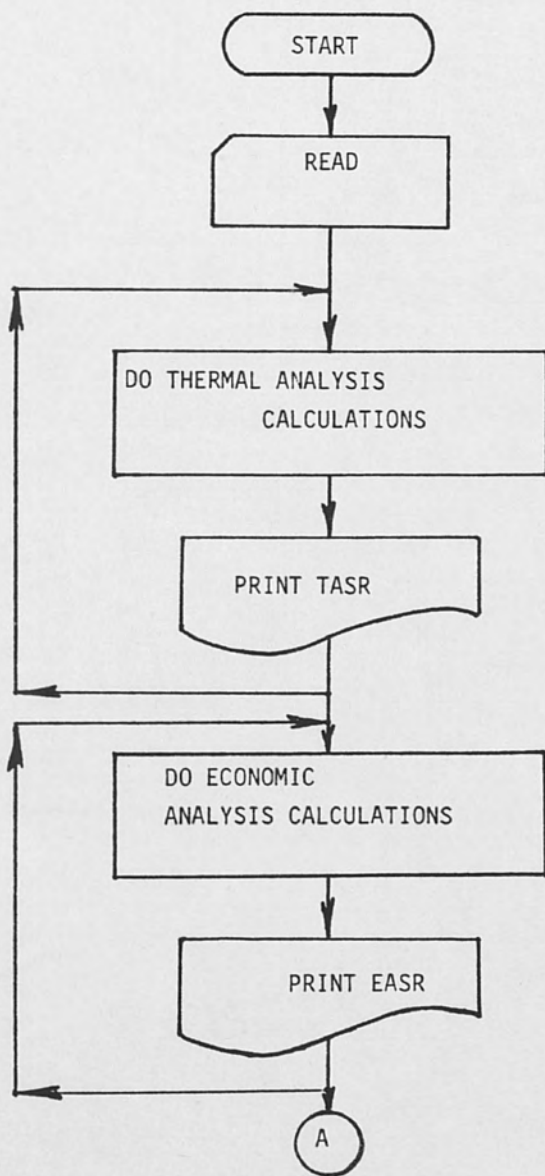 START
READ
DO THERMAL ANALYSIS
CALCULATIONS
PRINT TASR
DO ECONOMIC
ANALYSIS CALCULATIONS
PRINT EASR
A